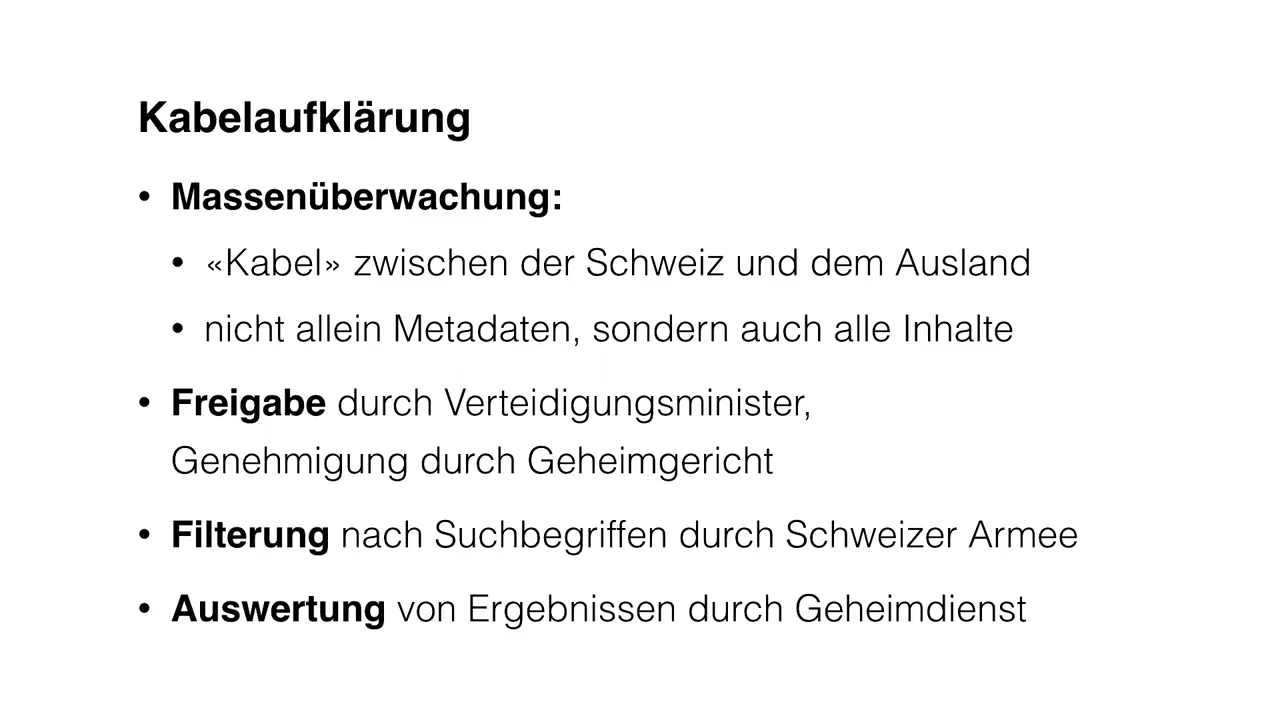 Kabelaufklärung
• Massenüberwachung:
• «Kabel» zwischen der Schweiz und dem Ausland
• nicht allein Metadaten, sondern auch alle Inhalte
• Freigabe durch Verteidigungsminister,
Genehmigung durch Geheimgericht
• Filterung nach Suchbegriffen durch Schweizer Armee
• Auswertung von Ergebnissen durch Geheimdienst